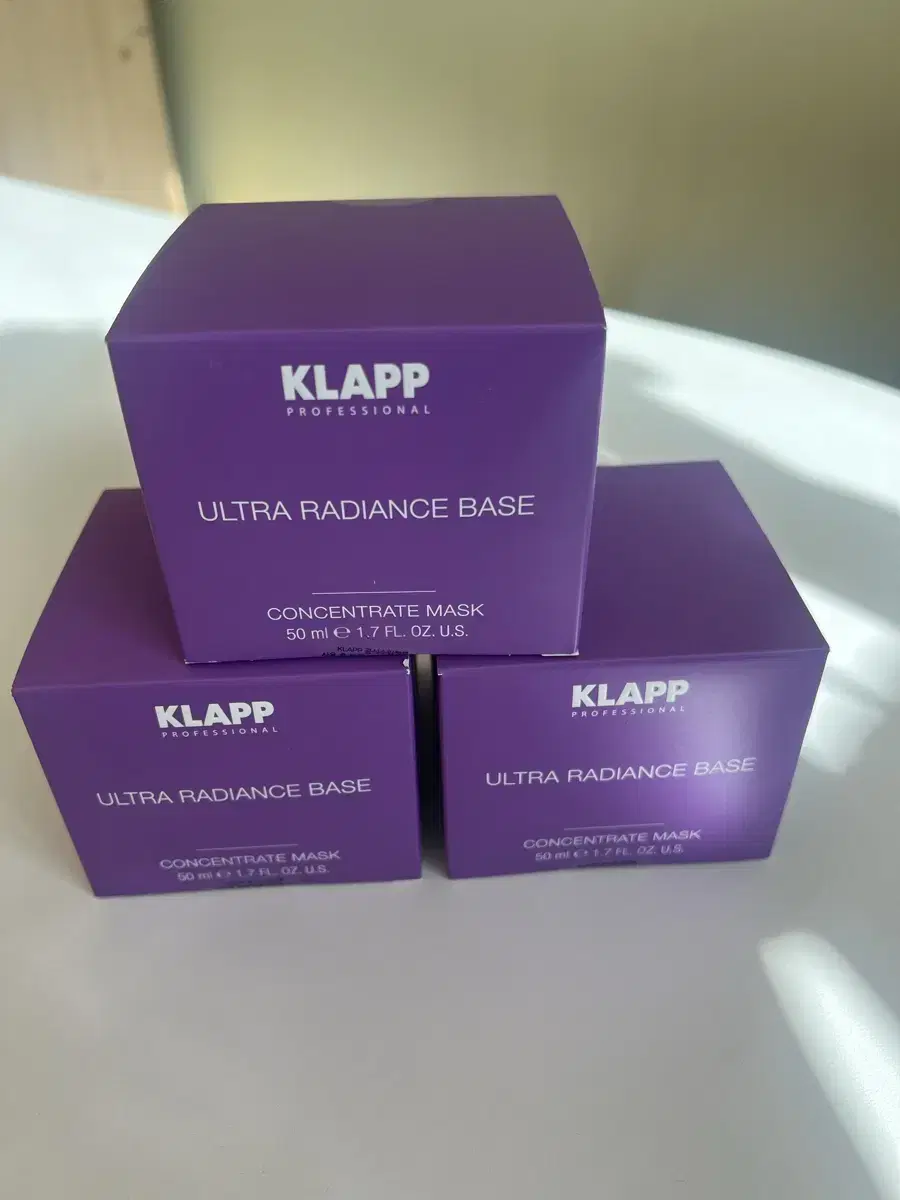 KLAPP
PROFESSIONAL
ULTRA RADIANCE BASE
CONCENTRATE MASK
50 ml ℮ 1.7 FL. OZ. U.S.
KLAPP
KLAPP
PROFESSIONAL
ULTRA RADIANCE BASE
CONCENTRATE MASK
50 ml ℮ 1.7 FL. OZ. U.S.
KLAPP
PROFESSIONAL
ULTRA RADIANCE BASE
CONCENTRATE MASK
50 ml ℮ 1.7 FL. OZ. U.S.